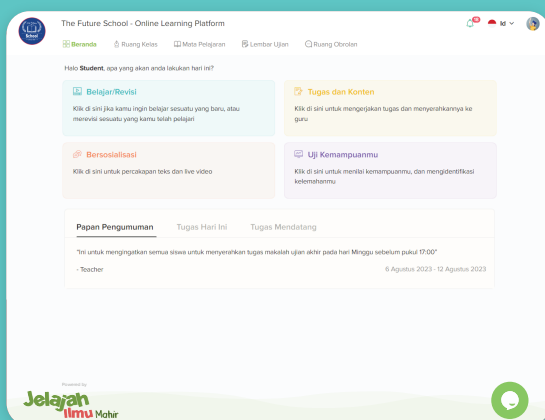 School
The Future School - Online Learning Platform
Id
Beranda
Ruang Kelas
Mata Pelajaran
Lembar Ujian
Ruang Obrolan
Halo Student, apa yang akan anda lakukan hari ini?
Belajar/Revisi
Klik di sini jika kamu ingin belajar sesuatu yang baru, atau
merevisi sesuatu yang kamu telah pelajari
Tugas dan Konten
Klik di sini untuk mengerjakan tugas dan menyerahkannya ke
guru
Bersosialisasi
Klik di sini untuk percakapan teks dan live video
Uji Kemampuanmu
Klik di sini untuk menilai kemampuanmu, dan mengidentifikasi
kelemahanmu
Papan Pengumuman
Tugas Hari Ini
Tugas Mendatang
"Ini untuk mengingatkan semua siswa untuk menyerahkan tugas makalah ujian akhir pada hari Minggu sebelum pukul 17:00"
- Teacher
6 Agustus 2023 - 12 Agustus 2023
Powered by
Jelajah
Ilmu Mahir